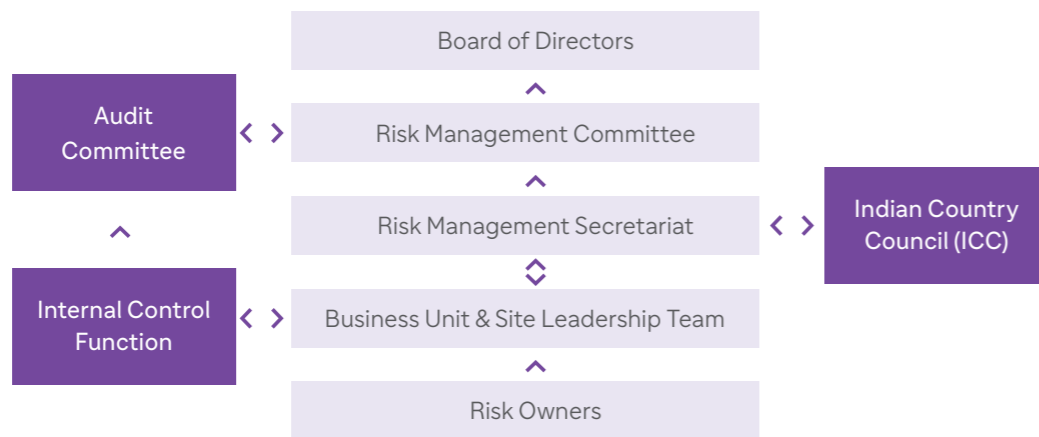 Board of Directors
Audit
Committee
Risk Management Committee
Risk Management Secretariat
Indian Country
Council (ICC)
Internal Control
Function
Business Unit & Site Leadership Team
Risk Owners